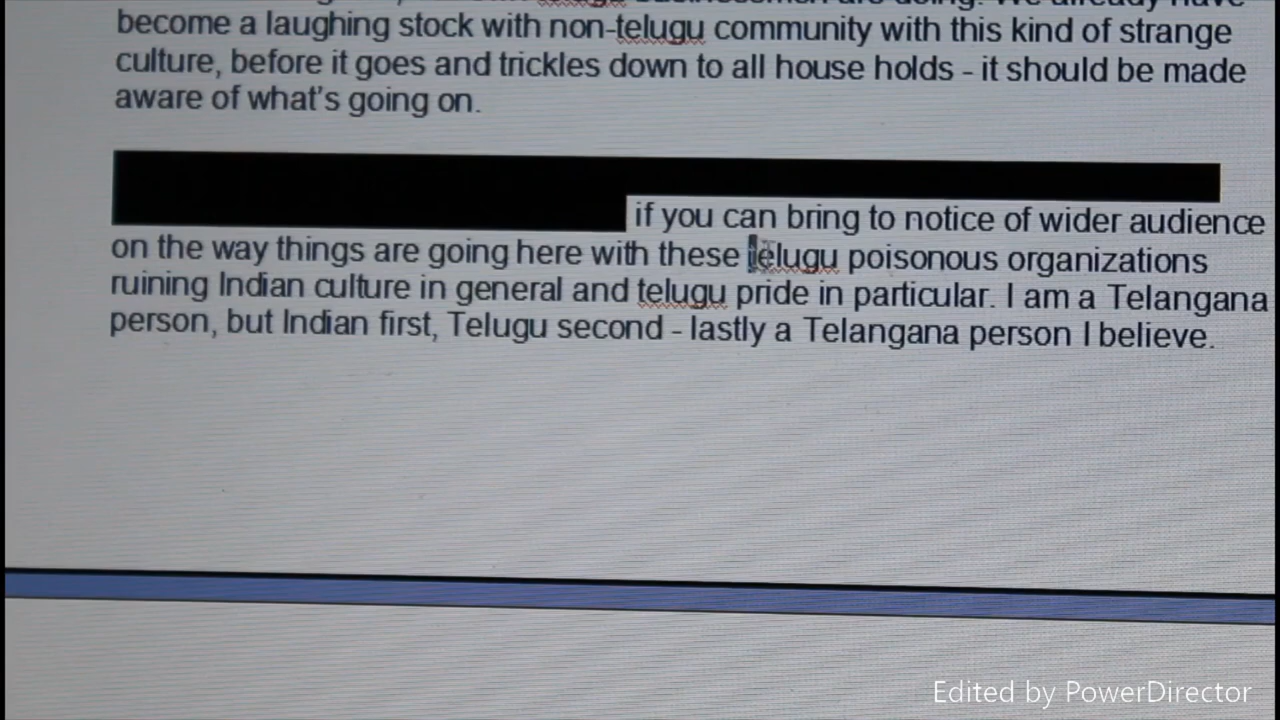 become a laughing stock with non-telugu community with this kind of strange
culture, before it goes and trickles down to all house holds - it should be made
aware of what's going on.
if you can bring to notice of wider audience
on the way things are going here with these telugu poisonous organizations
ruining Indian culture in general and telugu pride in particular. I am a Telangana
person, but Indian first, Telugu second - lastly a Telangana person I believe.
Edited by PowerDirector